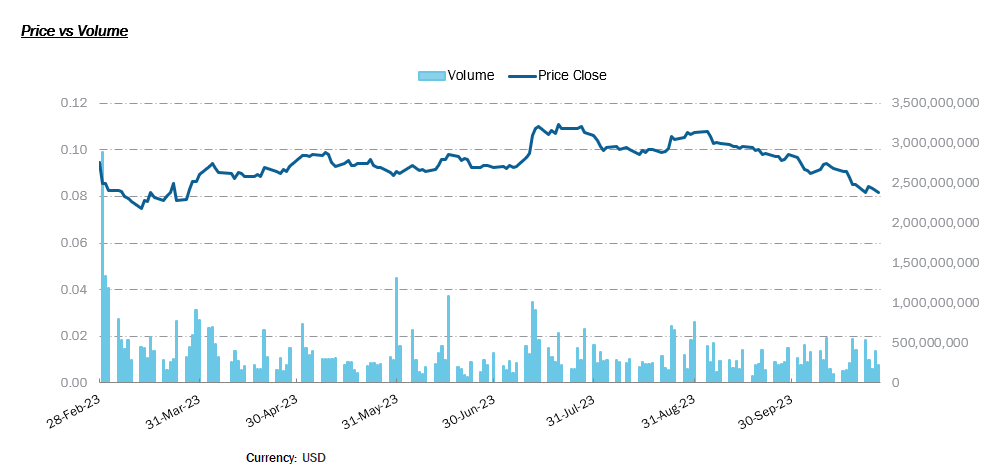 Price vs Volume
Volume Price Close
0.12 3,500,000,000
0.10 3,000,000,000
0.08 2,500,000,000
0.06 2,000,000,000
0.04 1,500,000,000
0.02 1,000,000,000
0.00 500,000,000
0
28-Feb-23 31-Mar-23 30-Apr-23 31-May-23 30-Jun-23 31-Jul-23 31-Aug-23 30-Sep-23
Currency: USD